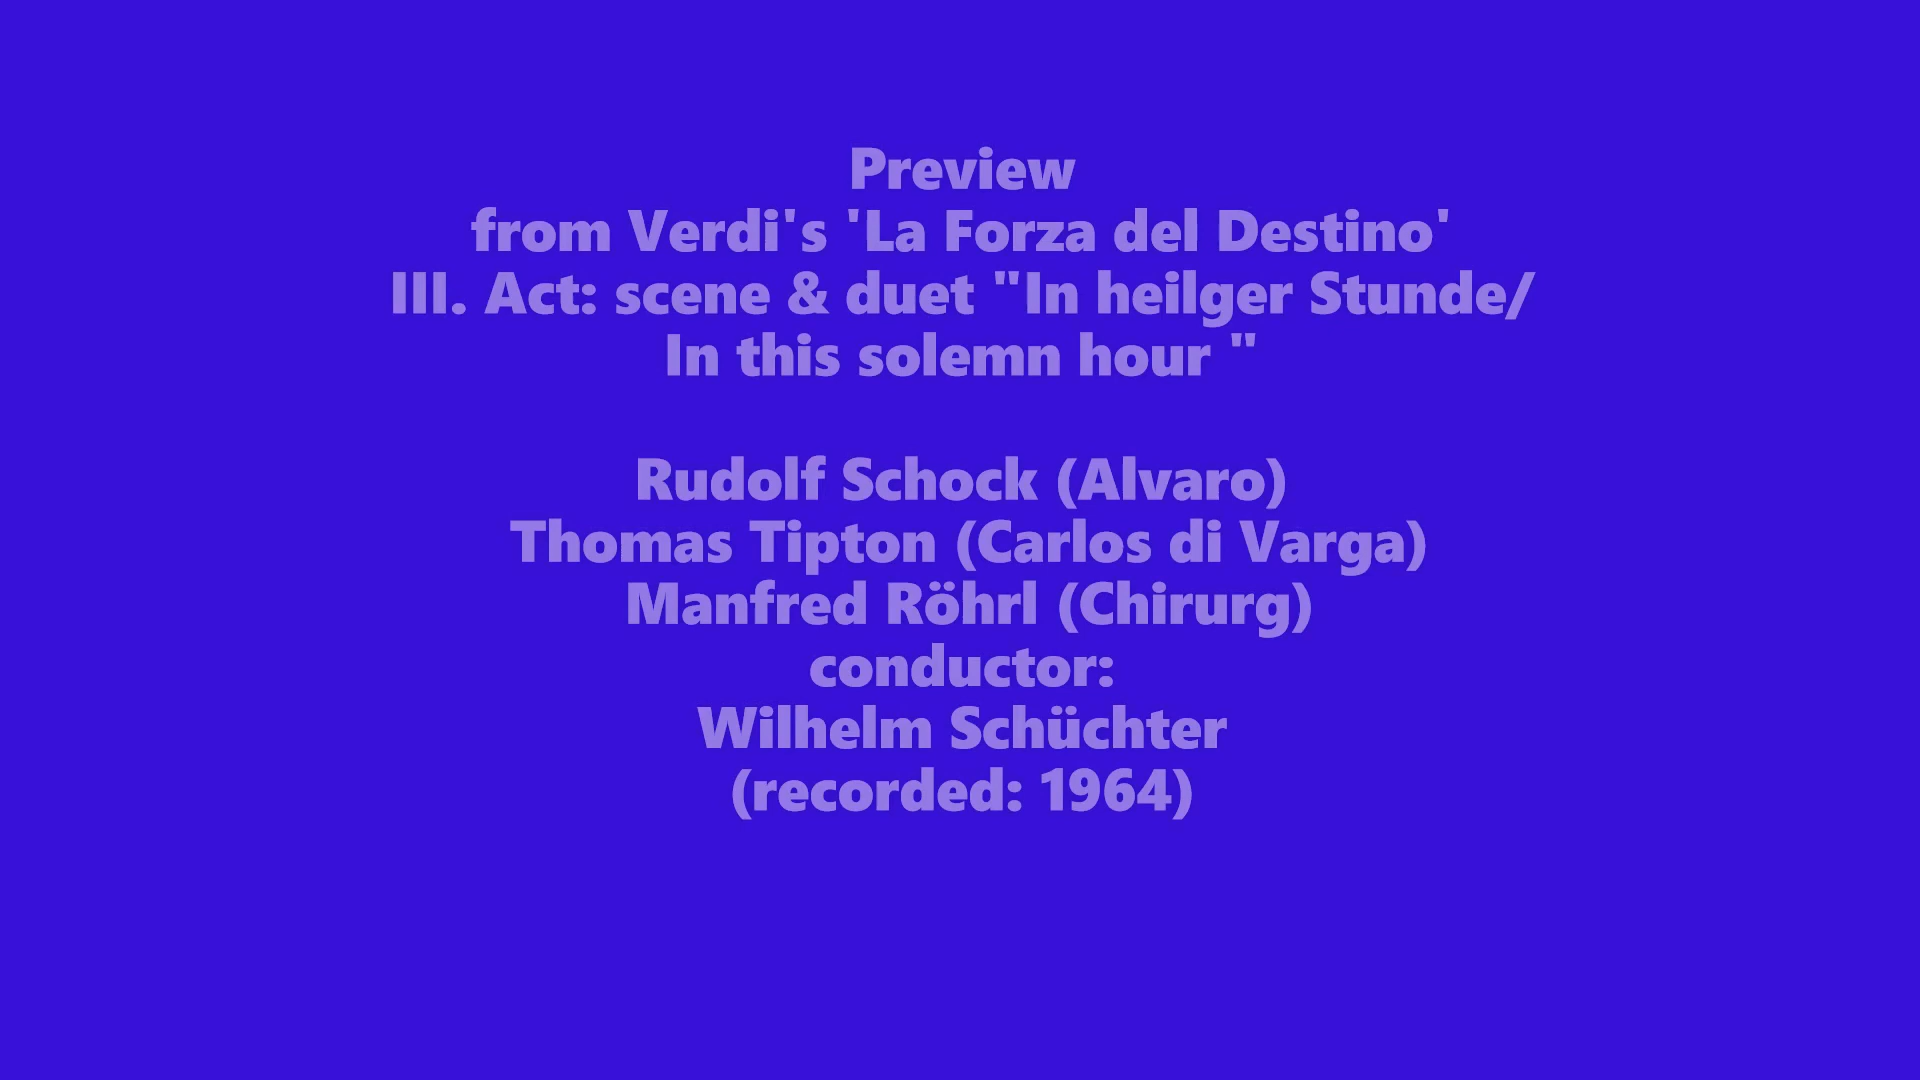 Preview
from Verdi's 'La Forza del Destino'
III. Act: scene & duet "In heilger Stunde/
In this solemn hour "
Rudolf Schock (Alvaro)
Thomas Tipton (Carlos di Varga)
Manfred Röhrl (Chirurg)
conductor:
Wilhelm Schüchter
(recorded: 1964)